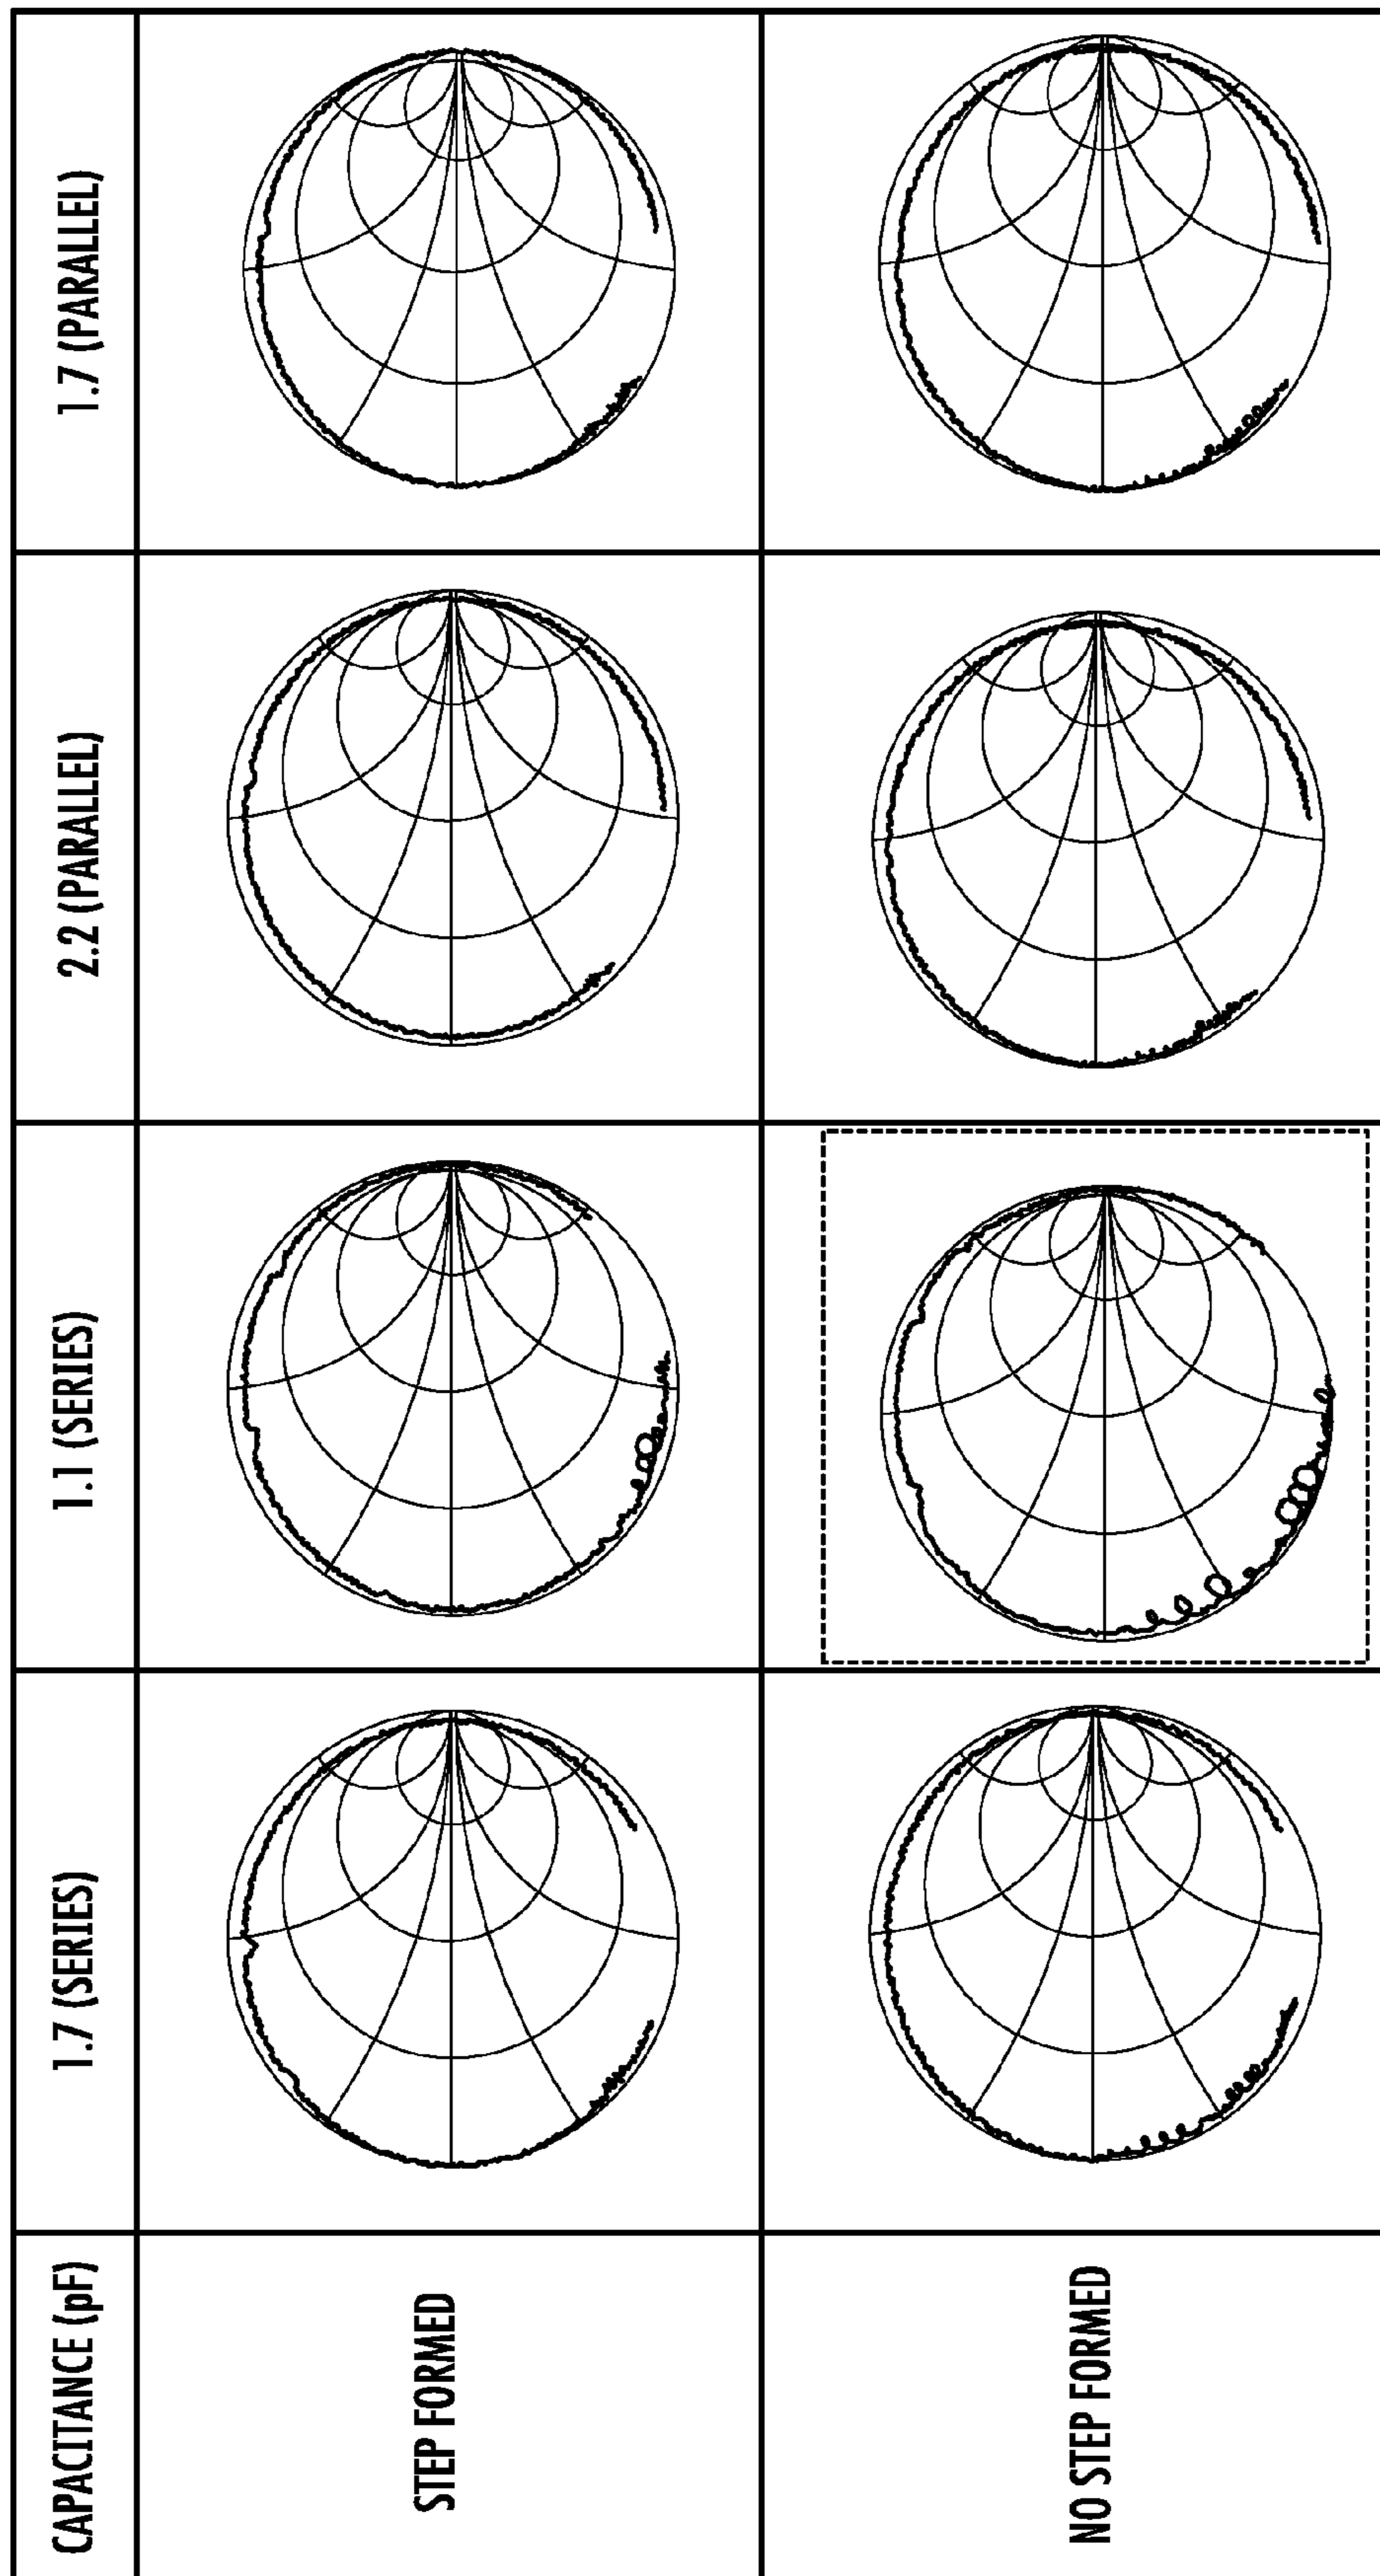 CAPACITANCE (pF)
1.7 (SERIES)
1.1 (SERIES)
2.2 (PARALLEL)
1.7 (PARALLEL)
STEP FORMED
NO STEP FORMED